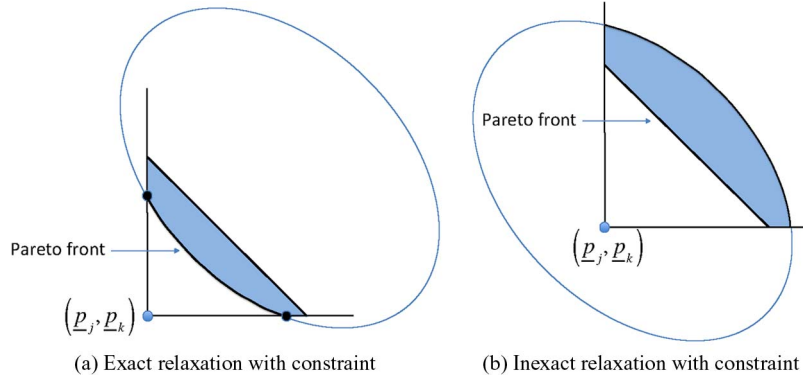 Pareto front
(p_j, p_k)
(a) Exact relaxation with constraint
Pareto front
(p_j, p_k)
(b) Inexact relaxation with constraint